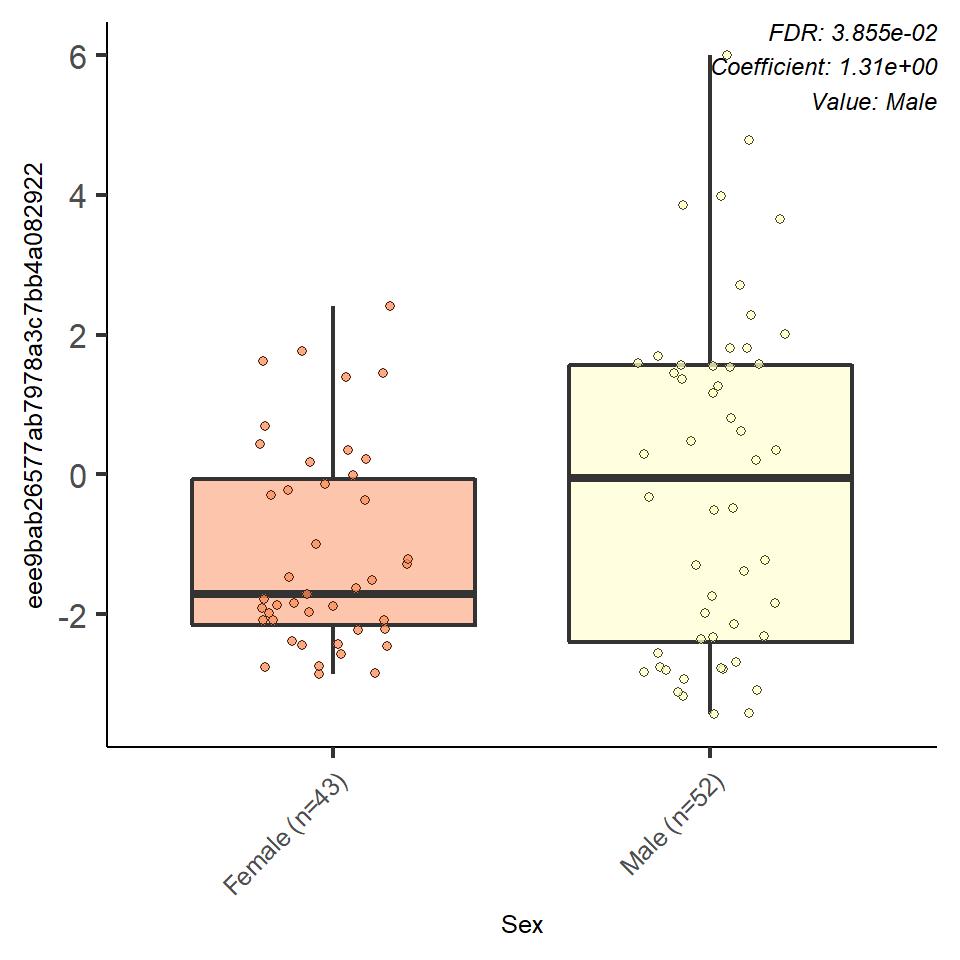 FDR: 3.855e-02
Coefficient: 1.31e+00
Value: Male
6
4
2
0
-2
eee9bab26577ab7978a3c7bb4a082922
Female (n=43)
Male (n=52)
Sex